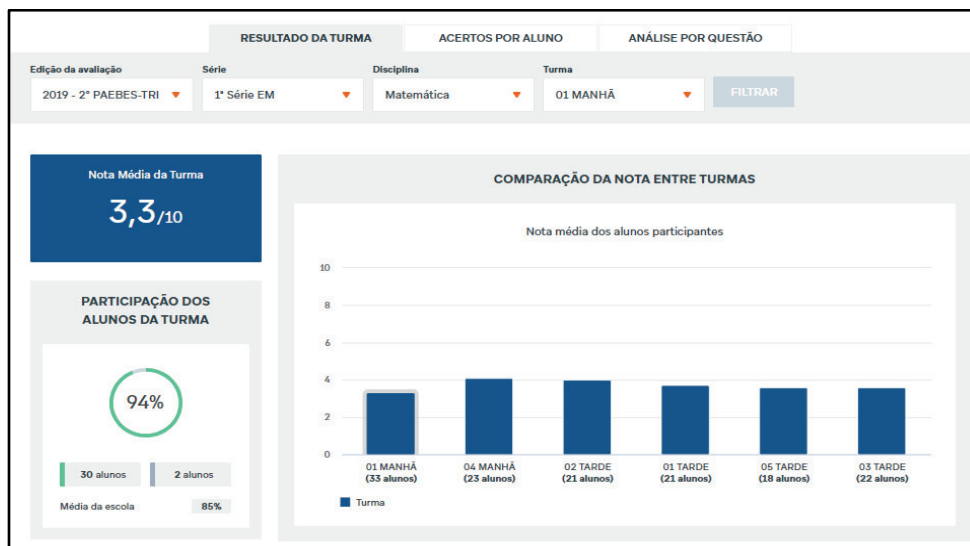 RESULTADO DA TURMA
ACERTOS POR ALUNO
ANÁLISE POR QUESTÃO
Edição da avaliação
Série
Disciplina
Turma
2019 - 2° PAEBES-TRI
1ª Série EM
Matemática
01 MANHÃ
FILTRAR
Nota Média da Turma
3,3/10
PARTICIPAÇÃO DOS
ALUNOS DA TURMA
94%
30 alunos
2 alunos
Média da escola
85%
COMPARAÇÃO DA NOTA ENTRE TURMAS
Nota média dos alunos participantes
10
8
6
4
2
0
01 MANHÃ
(33 alunos)
04 MANHÃ
(23 alunos)
02 TARDE
(21 alunos)
01 TARDE
(21 alunos)
05 TARDE
(18 alunos)
03 TARDE
(22 alunos)
Turma